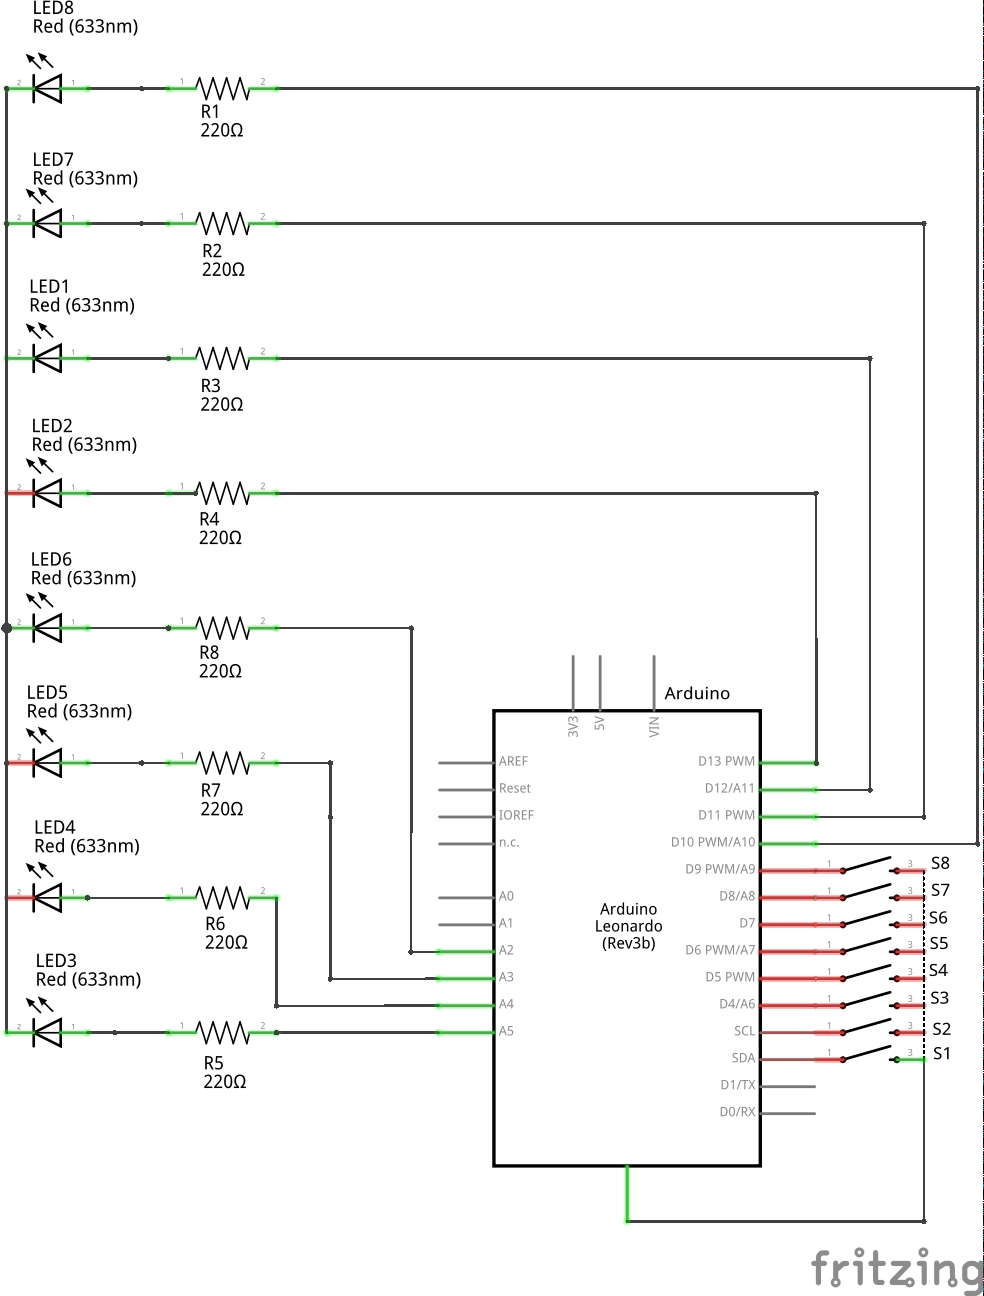 LED8
Red (633nm)
2
1
1
2
R1
220Ω
LED7
Red (633nm)
2
1
1
2
R2
220Ω
LED1
Red (633nm)
2
1
1
2
R3
220Ω
LED2
Red (633nm)
2
1
1
2
R4
220Ω
LED6
Red (633nm)
2
1
1
2
R8
220Ω
LED5
Red (633nm)
2
1
1
2
R7
220Ω
LED4
Red (633nm)
2
1
1
2
R6
220Ω
LED3
Red (633nm)
2
1
1
2
R5
220Ω
Arduino
3V3
5V
VIN
AREF
Reset
IOREF
n.c.
A0
A1
A2
A3
A4
A5
Arduino
Leonardo
(Rev3b)
D13 PWM
D12/A11
D11 PWM
D10 PWM/A10
D9 PWM/A9
D8/A8
D7
D6 PWM/A7
D5 PWM
D4/A6
SCL
SDA
D1/TX
D0/RX
1
3
S8
1
3
S7
1
3
S6
1
3
S5
1
3
S4
1
3
S3
1
3
S2
1
3
S1
fritzing